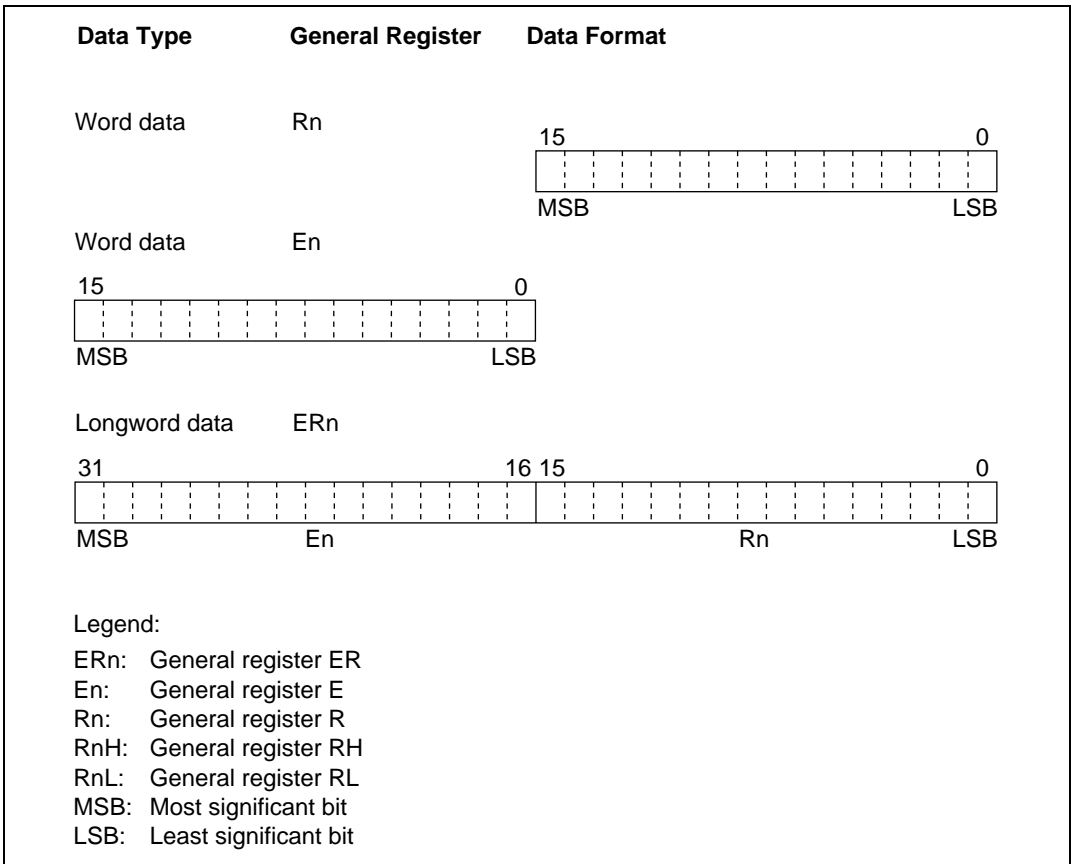 Data Type General Register Data Format
Word data Rn
15 0
MSB LSB
Word data En
15 0
MSB LSB
Longword data ERn
31 16 15 0
MSB En Rn LSB
Legend:
ERn: General register ER
En: General register E
Rn: General register R
RnH: General register RH
RnL: General register RL
MSB: Most significant bit
LSB: Least significant bit